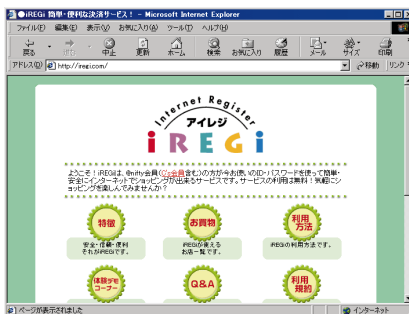 ●iREGi 簡単・便利な決済サービス! - Microsoft Internet Explorer
ファイル(F) 編集(E) 表示(V) お気に入り(A) ツール(T) ヘルプ(H)
戻る 進む 中止 更新 ホーム 検索 お気に入り 履歴 メール サイズ 印刷
アドレス(D) http://iregi.com/ 移動 リンク
Internet Register
アイレジ
iREGi
ようこそ!iREGiは、@nifty会員(C's会員含む)の方が今お使いのID・パスワードを使って簡単・
安全にインターネットでショッピングが出来るサービスです。サービスの利用は無料!気軽にシ
ョッピングを楽しんでみませんか?
特徴 お買物 利用方法
安全・信頼・便利 iREGiが使える iREGiの利用方法です。
それがiREGiです。 お店一覧です。
体験デモコーナー Q&A 利用規約
ページが表示されました インターネット